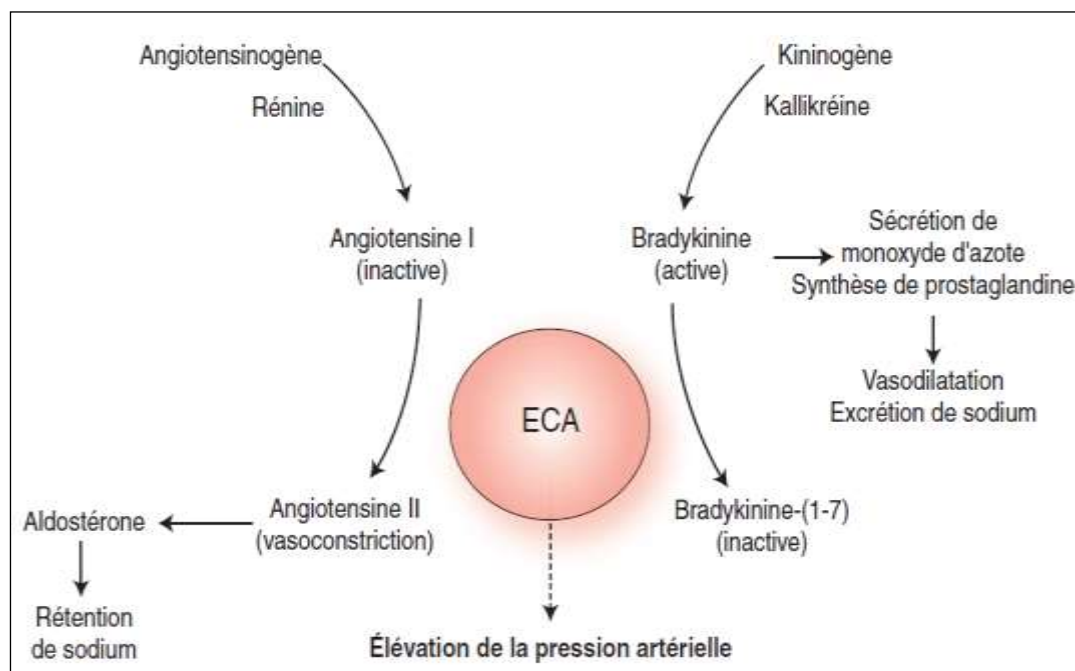 Angiotensinogène
Rénine
Angiotensine I
(inactive)
Angiotensine II
(vasoconstriction)
Aldostérone
Rétention
de sodium
ECA
Élévation de la pression artérielle
Kininogène
Kallikréine
Bradykinine
(active)
Sécrétion de
monoxyde d'azote
Synthèse de prostaglandine
Vasodilatation
Excrétion de sodium
Bradykinine-(1-7)
(inactive)